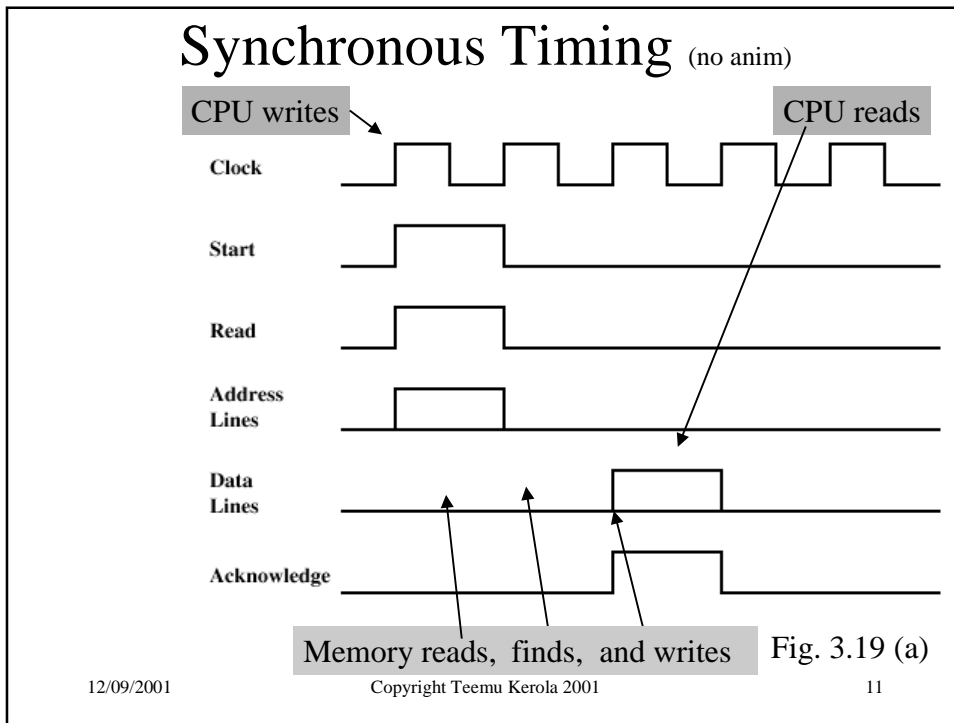 Synchronous Timing (no anim)
CPU writes
CPU reads
Clock
Start
Read
Address
Lines
Data
Lines
Acknowledge
Memory reads, finds, and writes
Fig. 3.19 (a)
12/09/2001
Copyright Teemu Kerola 2001
11